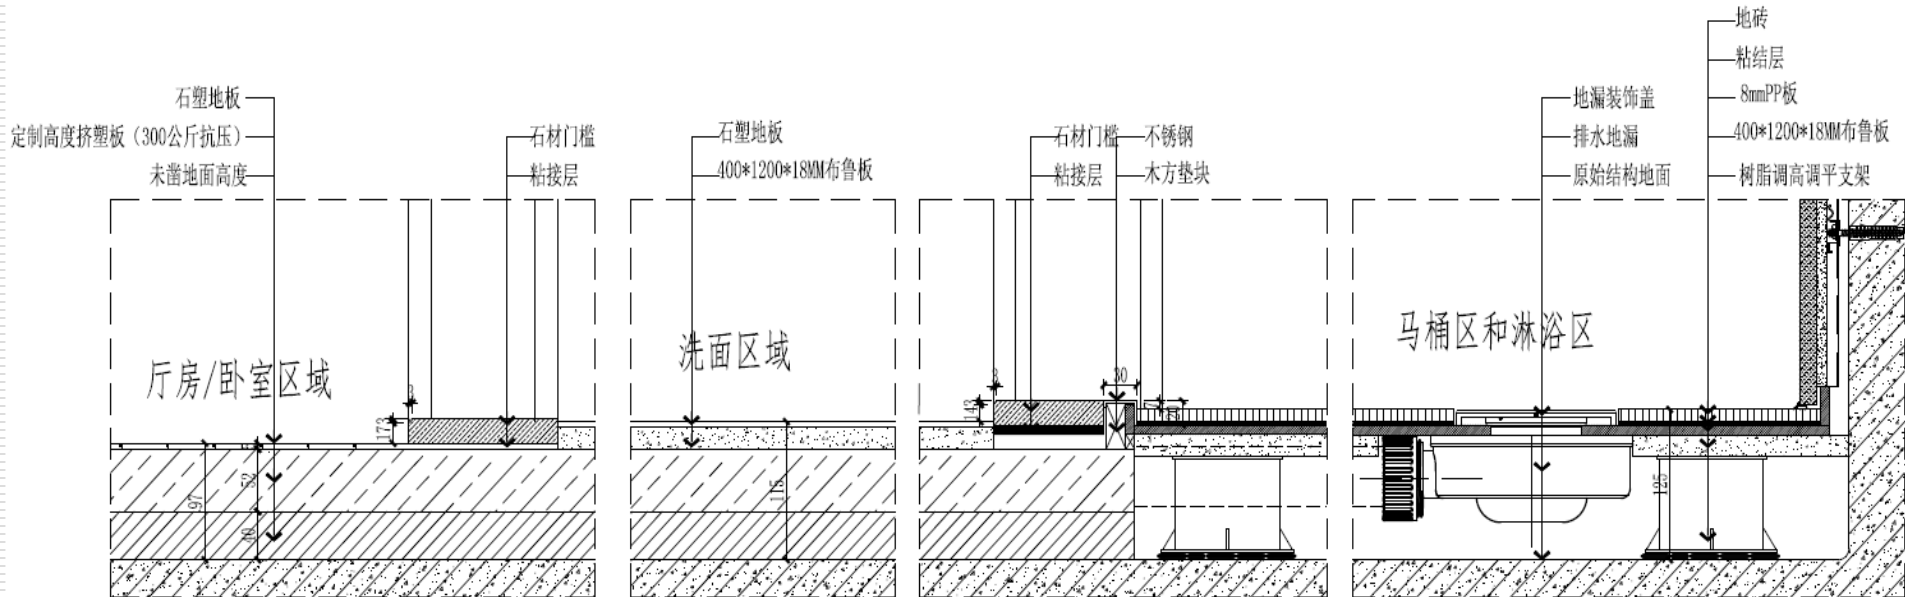 石塑地板
定制高度挤塑板（300公斤抗压）
未凿地面高度
石材门槛
粘接层
厅房/卧室区域
3
173
97
52
40
石塑地板
400*1200*18MM布鲁板
洗面区域
115
石材门槛
粘接层
不锈钢
木方垫块
3
30
143
17
20
地漏装饰盖
排水地漏
原始结构地面
地砖
粘结层
8mmPP板
400*1200*18MM布鲁板
树脂调高调平支架
马桶区和淋浴区
125